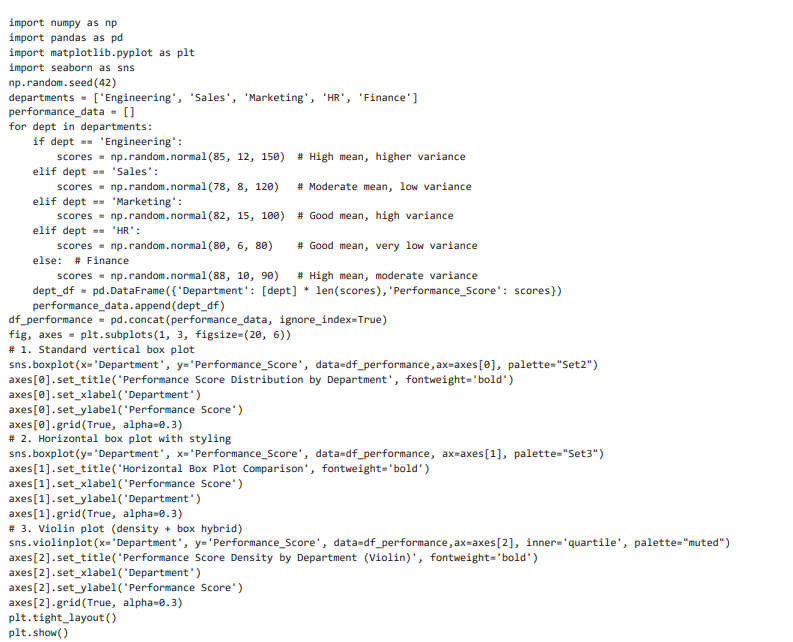 import numpy as np
import pandas as pd
import matplotlib.pyplot as plt
import seaborn as sns
np.random.seed(42)
departments = ['Engineering', 'Sales', 'Marketing', 'HR', 'Finance']
performance_data = []
for dept in departments:
    if dept == 'Engineering':
        scores = np.random.normal(85, 12, 150)  # High mean, higher variance
    elif dept == 'Sales':
        scores = np.random.normal(78, 8, 120)   # Moderate mean, low variance
    elif dept == 'Marketing':
        scores = np.random.normal(82, 15, 100)  # Good mean, high variance
    elif dept == 'HR':
        scores = np.random.normal(80, 6, 80)    # Good mean, very low variance
    else:  # Finance
        scores = np.random.normal(88, 10, 90)   # High mean, moderate variance
    dept_df = pd.DataFrame({'Department': [dept] * len(scores),'Performance_Score': scores})
    performance_data.append(dept_df)
df_performance = pd.concat(performance_data, ignore_index=True)
fig, axes = plt.subplots(1, 3, figsize=(20, 6))
# 1. Standard vertical box plot
sns.boxplot(x='Department', y='Performance_Score', data=df_performance,ax=axes[0], palette="Set2")
axes[0].set_title('Performance Score Distribution by Department', fontweight='bold')
axes[0].set_xlabel('Department')
axes[0].set_ylabel('Performance Score')
axes[0].grid(True, alpha=0.3)
# 2. Horizontal box plot with styling
sns.boxplot(y='Department', x='Performance_Score', data=df_performance, ax=axes[1], palette="Set3")
axes[1].set_title('Horizontal Box Plot Comparison', fontweight='bold')
axes[1].set_xlabel('Performance Score')
axes[1].set_ylabel('Department')
axes[1].grid(True, alpha=0.3)
# 3. Violin plot (density + box hybrid)
sns.violinplot(x='Department', y='Performance_Score', data=df_performance,ax=axes[2], inner='quartile', palette="muted")
axes[2].set_title('Performance Score Density by Department (Violin)', fontweight='bold')
axes[2].set_xlabel('Department')
axes[2].set_ylabel('Performance Score')
axes[2].grid(True, alpha=0.3)
plt.tight_layout()
plt.show()